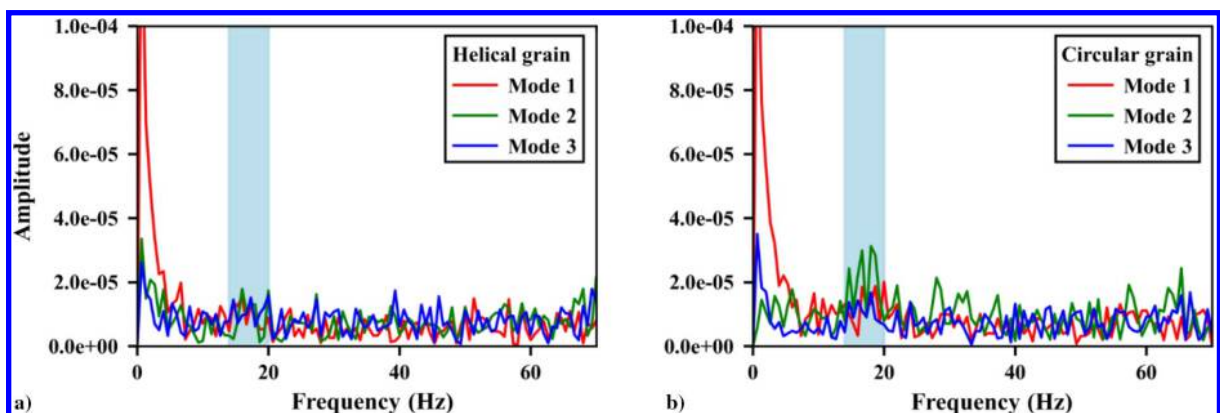 1.0e-04
8.0e-05
6.0e-05
4.0e-05
2.0e-05
0.0e+00
Amplitude
Helical grain
Mode 1
Mode 2
Mode 3
0 20 40 60
Frequency (Hz)
a)
1.0e-04
8.0e-05
6.0e-05
4.0e-05
2.0e-05
0.0e+00
Circular grain
Mode 1
Mode 2
Mode 3
0 20 40 60
Frequency (Hz)
b)